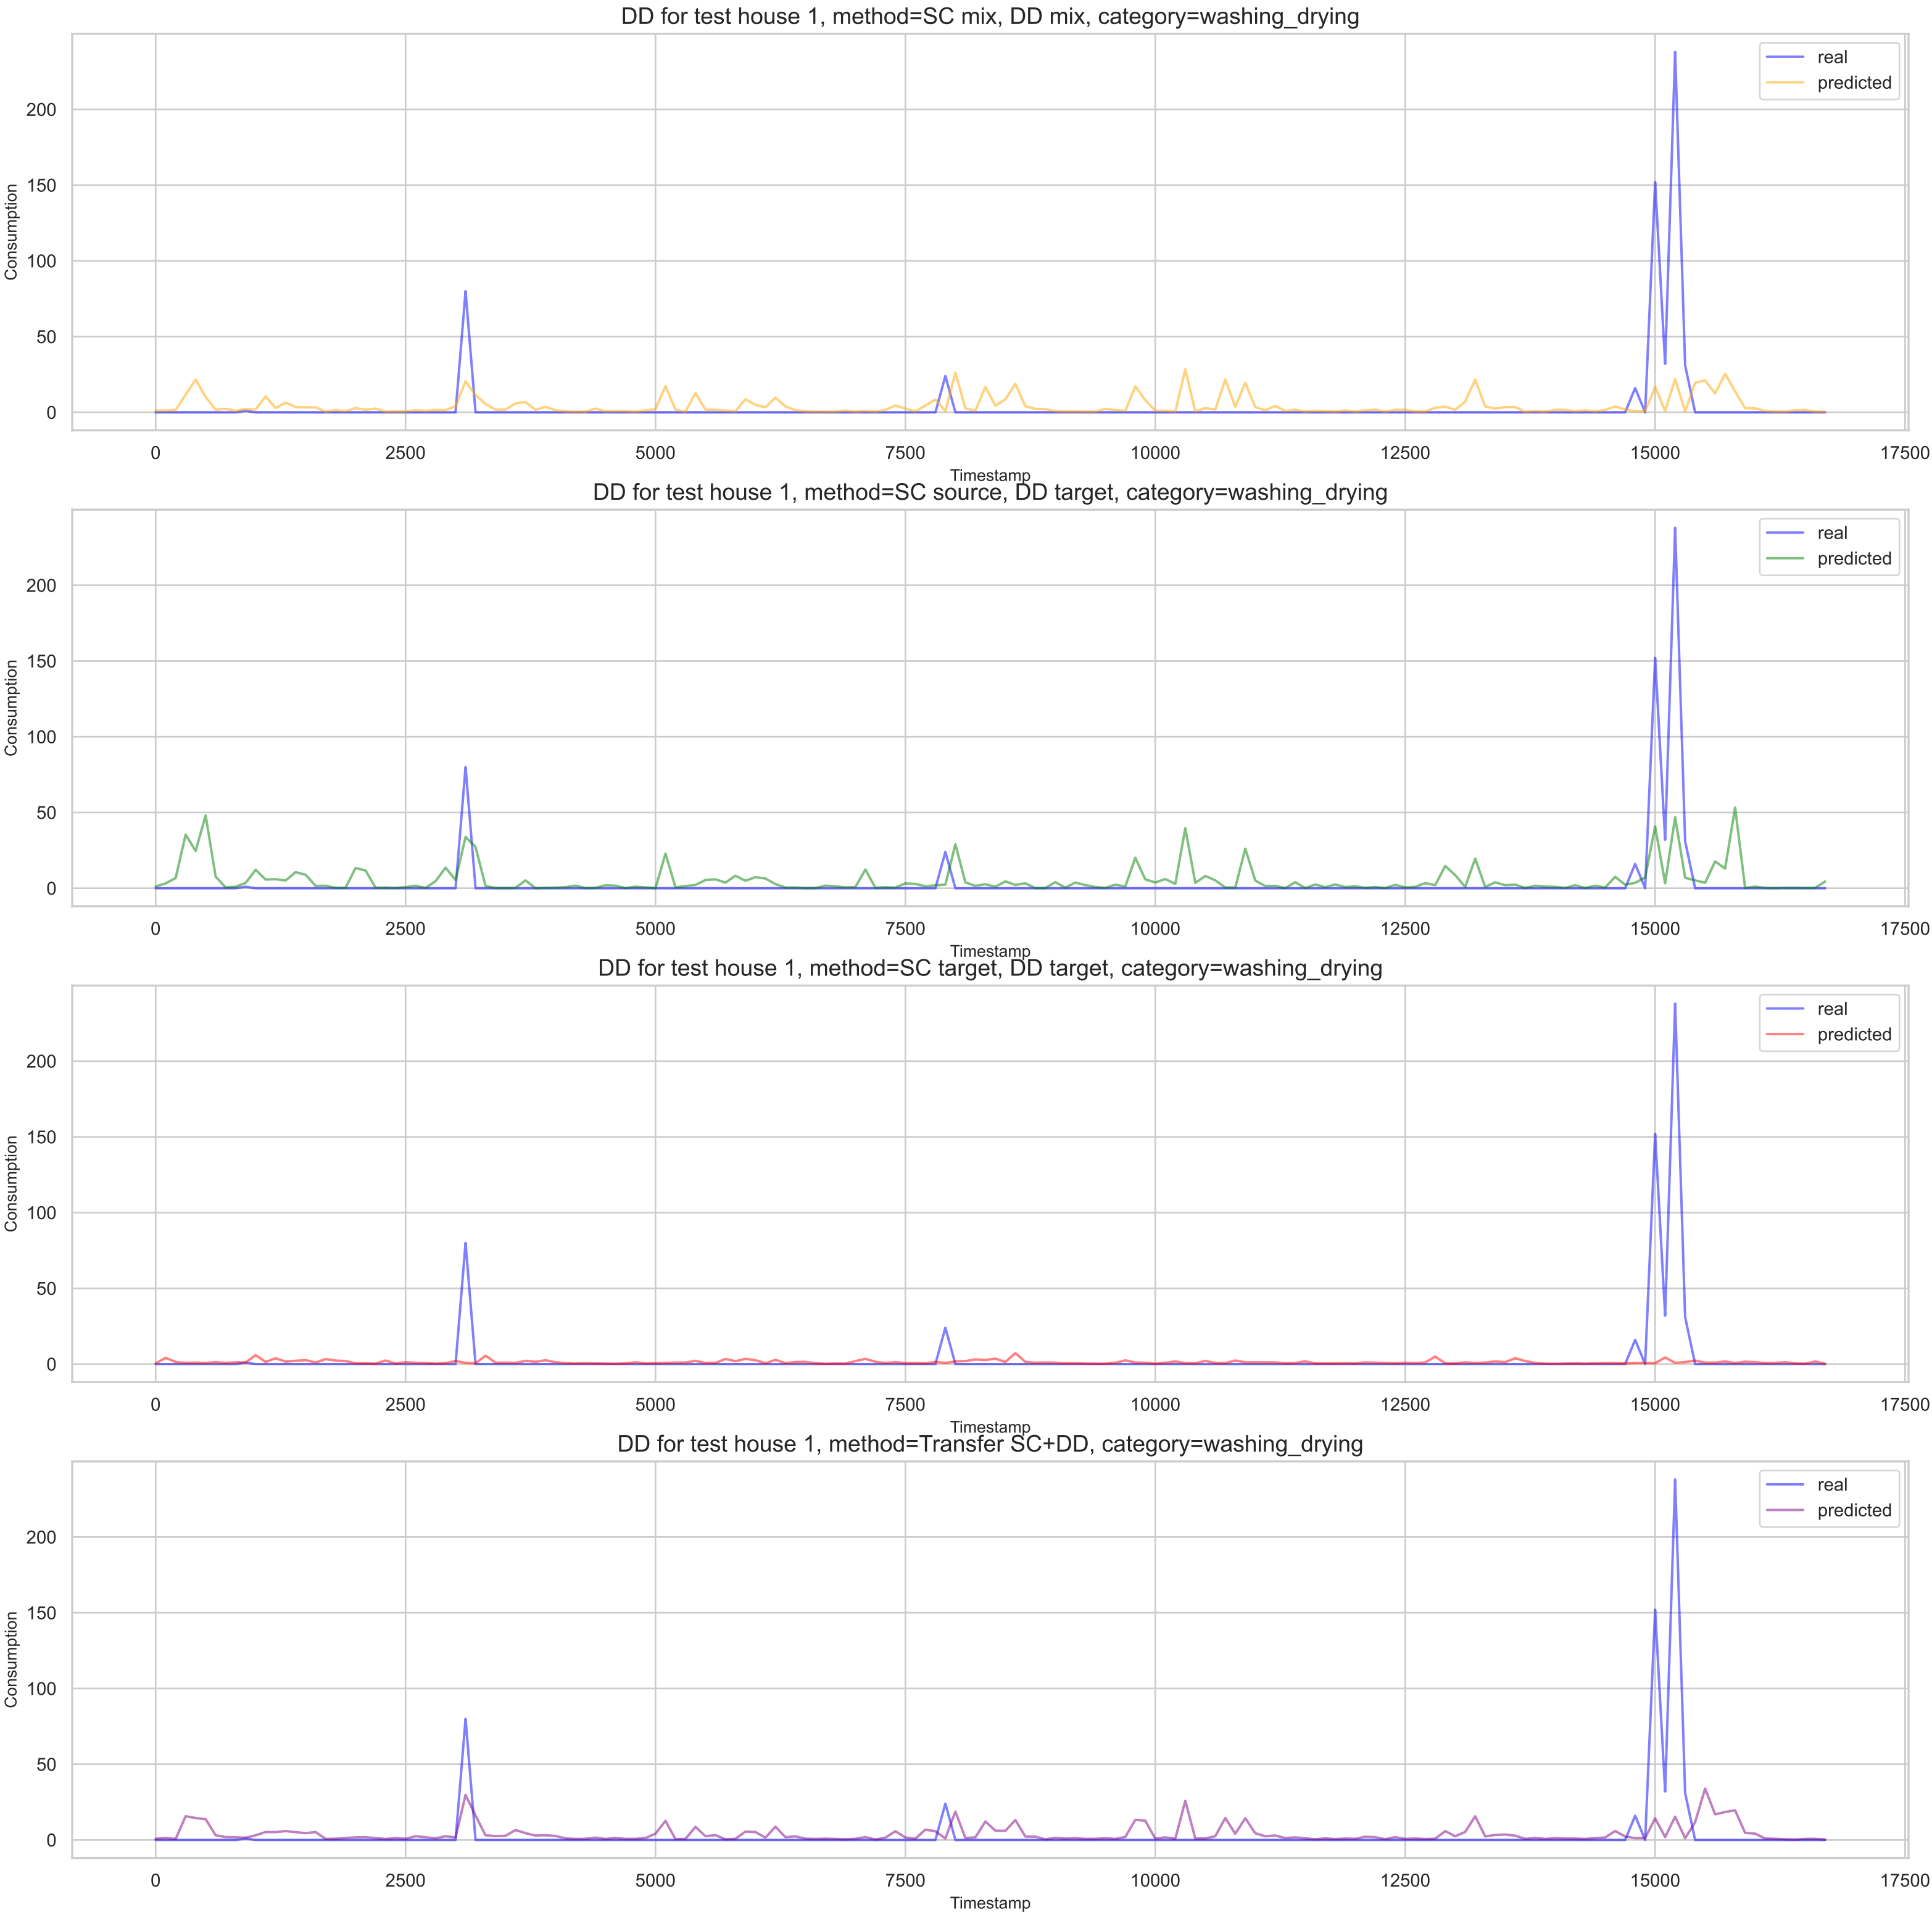 DD for test house 1, method=SC mix, DD mix, category=washing_drying
real
predicted
200
150
100
50
0
Consumption
0 2500 5000 7500 10000 12500 15000 17500
Timestamp
DD for test house 1, method=SC source, DD target, category=washing_drying
real
predicted
200
150
100
50
0
Consumption
0 2500 5000 7500 10000 12500 15000 17500
Timestamp
DD for test house 1, method=SC target, DD target, category=washing_drying
real
predicted
200
150
100
50
0
Consumption
0 2500 5000 7500 10000 12500 15000 17500
Timestamp
DD for test house 1, method=Transfer SC+DD, category=washing_drying
real
predicted
200
150
100
50
0
Consumption
0 2500 5000 7500 10000 12500 15000 17500
Timestamp